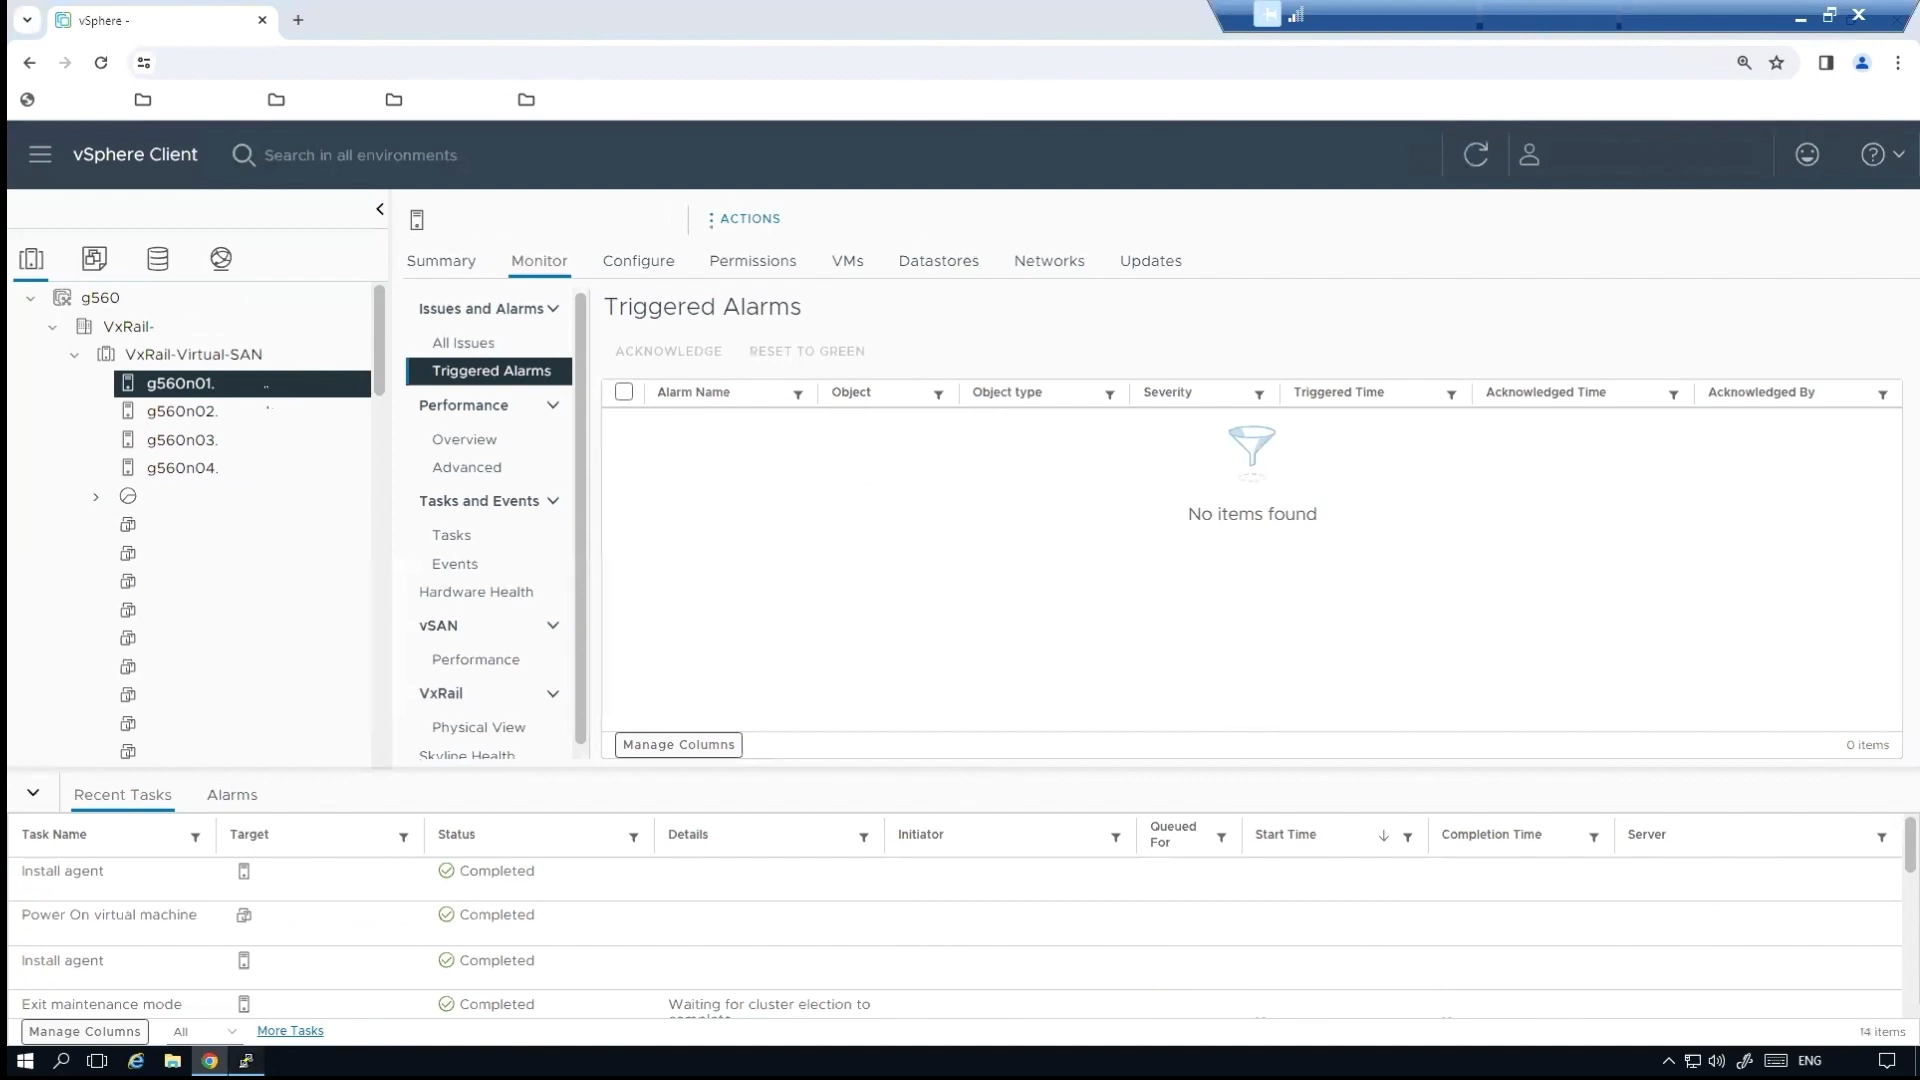 vSphere -
vSphere Client
Search in all environments
ACTIONS
Summary
Monitor
Configure
Permissions
VMs
Datastores
Networks
Updates
g560
VxRail-
VxRail-Virtual-SAN
g560n01.
g560n02.
g560n03.
g560n04.
Issues and Alarms
All Issues
Triggered Alarms
Performance
Overview
Advanced
Tasks and Events
Tasks
Events
Hardware Health
vSAN
Performance
VxRail
Physical View
Skyline Health
Triggered Alarms
ACKNOWLEDGE
RESET TO GREEN
Alarm Name
Object
Object type
Severity
Triggered Time
Acknowledged Time
Acknowledged By
No items found
Manage Columns
0 items
Recent Tasks
Alarms
Task Name
Target
Status
Details
Initiator
Queued
For
Start Time
Completion Time
Server
Install agent
Completed
Power On virtual machine
Completed
Install agent
Completed
Exit maintenance mode
Completed
Waiting for cluster election to
complete
Manage Columns
All
More Tasks
14 items
ENG